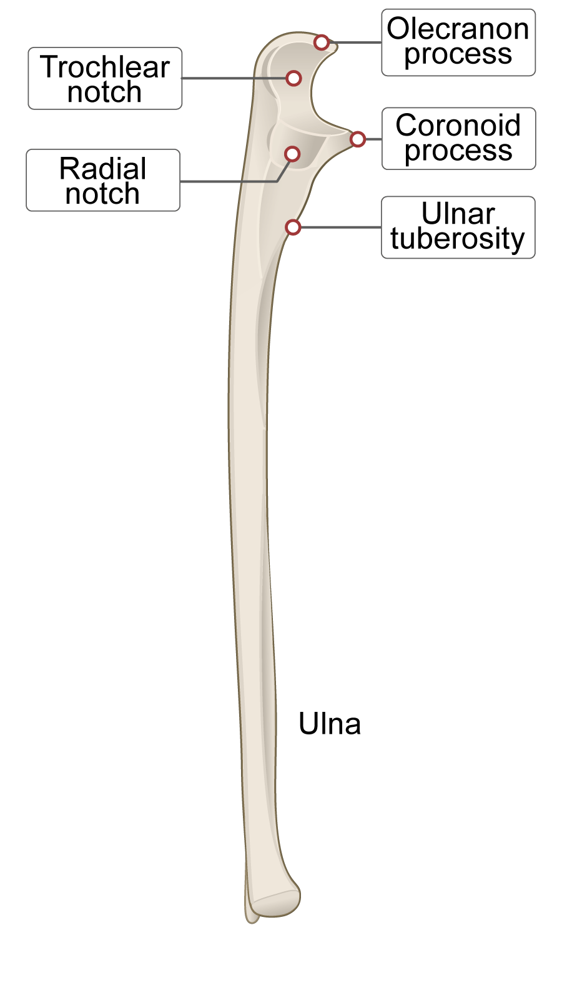 Olecranon
process
Trochlear
notch
Coronoid
process
Radial
notch
Ulnar
tuberosity
Ulna